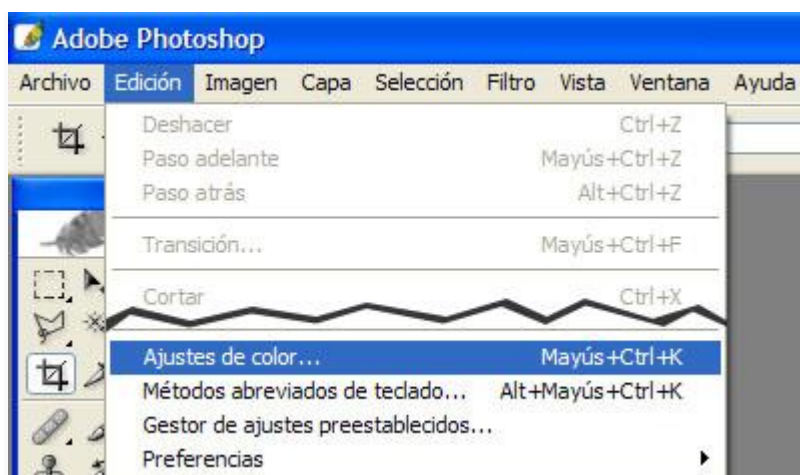 Adobe Photoshop
Archivo Edición Imagen Capa Selección Filtro Vista Ventana Ayuda
Deshacer Ctrl+Z
Paso adelante Mayús+Ctrl+Z
Paso atrás Alt+Ctrl+Z
Transición... Mayús+Ctrl+F
Cortar Ctrl+X
Ajustes de color... Mayús+Ctrl+K
Métodos abreviados de teclado... Alt+Mayús+Ctrl+K
Gestor de ajustes preestablecidos...
Preferencias